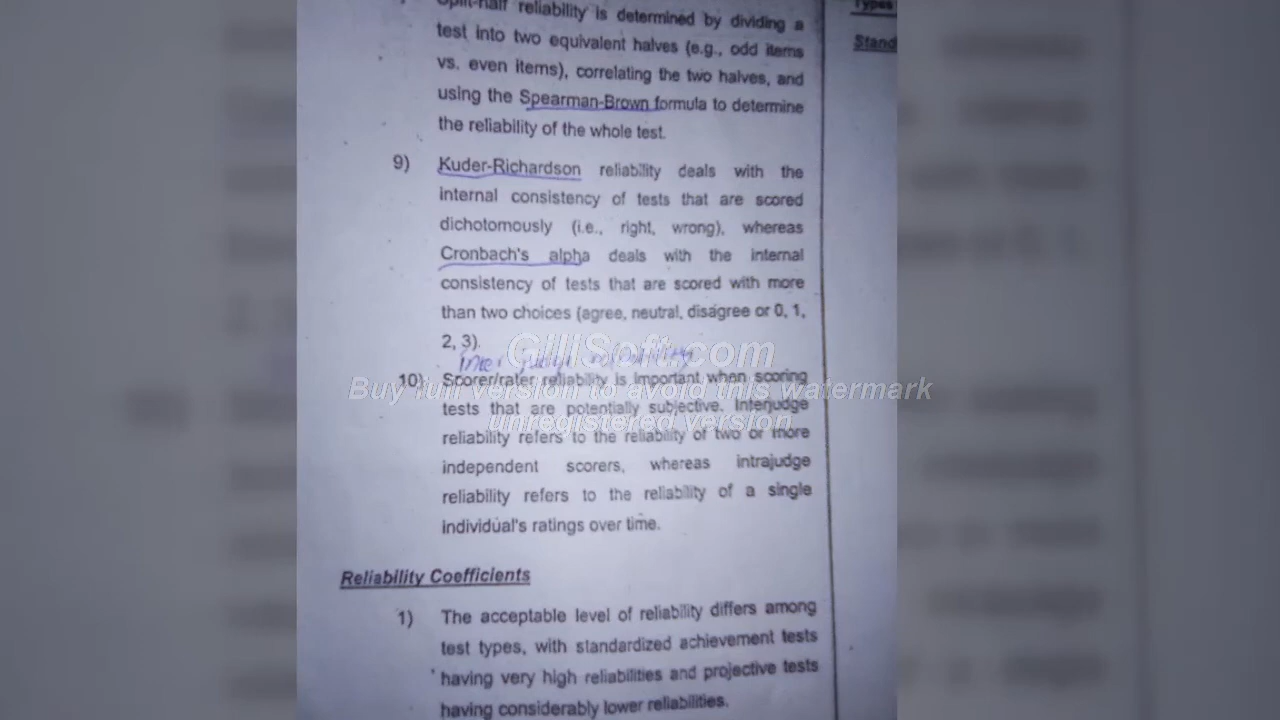 Split-half reliability is determined by dividing a
test into two equivalent halves (e.g., odd items
vs. even items), correlating the two halves, and
using the Spearman-Brown formula to determine
the reliability of the whole test.
9) Kuder-Richardson reliability deals with the
internal consistency of tests that are scored
dichotomously (i.e., right, wrong), whereas
Cronbach's alpha deals with the internal
consistency of tests that are scored with more
than two choices (agree, neutral, disagree or 0, 1,
2, 3).
Inter judge reliability
10) Scorer/rater reliability is important when scoring
tests that are potentially subjective. Interjudge
reliability refers to the reliability of two or more
independent scorers, whereas intrajudge
reliability refers to the reliability of a single
individual's ratings over time.
Reliability Coefficients
1) The acceptable level of reliability differs among
test types, with standardized achievement tests
having very high reliabilities and projective tests
having considerably lower reliabilities.
Types
Stand
GillSoft.com
Buy full version to avoid this watermark
unregistered version